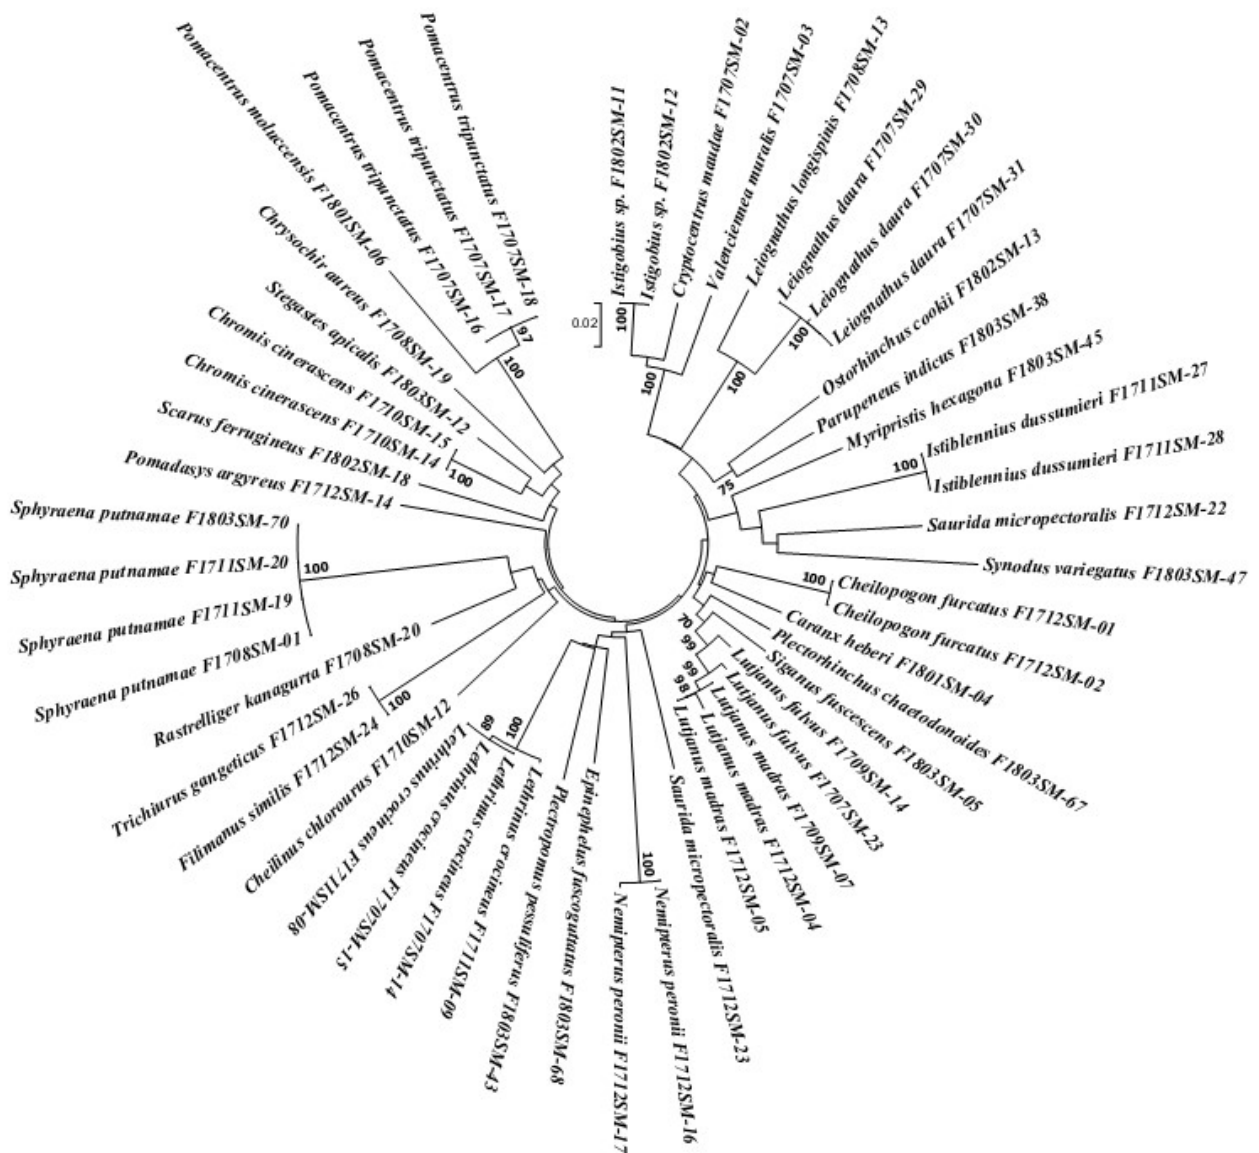 Istigobius sp. F1802SM-11
Istigobius sp. F1802SM-12
Cryptocentrus maudae F1707SM-02
Valenciennea muralis F1707SM-03
Leiognathus longispinis F1708SM-13
Leiognathus daura F1707SM-29
Leiognathus daura F1707SM-30
Leiognathus daura F1707SM-31
Ostorhinchus cookii F1802SM-13
Parupeneus indicus F1803SM-38
Myripristis hexagona F1803SM-45
Istiblennius dussumieri F1711SM-27
Istiblennius dussumieri F1711SM-28
Saurida micropectoralis F1712SM-22
Synodus variegatus F1803SM-47
Cheilopogon furcatus F1712SM-01
Cheilopogon furcatus F1712SM-02
Caranx heberi F1801SM-04
Plectorhinchus chaetodonoides F1803SM-67
Siganus fuscescens F1803SM-05
Lutjanus fulvus F1709SM-14
Lutjanus fulvus F1707SM-23
Lutjanus madras F1709SM-07
Lutjanus madras F1712SM-04
Lutjanus madras F1712SM-05
Saurida micropectoralis F1712SM-23
Nemipterus peronii F1712SM-16
Nemipterus peronii F1712SM-17
Epinephelus fuscoguttatus F1803SM-68
Plectropomus pessuliferus F1803SM-43
Lethrinus crocineus F1711SM-09
Lethrinus crocineus F1707SM-14
Lethrinus crocineus F1707SM-15
Lethrinus crocineus F1711SM-08
Cheilinus chlorourus F1710SM-12
Filimanus similis F1712SM-24
Trichiurus gangeticus F1712SM-26
Rastrelliger kanagurta F1708SM-20
Sphyraena putnamae F1708SM-01
Sphyraena putnamae F1711SM-19
Sphyraena putnamae F1711SM-20
Sphyraena putnamae F1803SM-70
Pomadasys argyreus F1712SM-14
Scarus ferrugineus F1802SM-18
Chromis cinerascens F1710SM-14
Chromis cinerascens F1710SM-15
Stegastes apicalis F1803SM-12
Chrysochir aureus F1708SM-19
Pomacentrus moluccensis F1801SM-06
Pomacentrus tripunctatus F1707SM-16
Pomacentrus tripunctatus F1707SM-17
Pomacentrus tripunctatus F1707SM-18
0.02
100
100
100
100
75
100
100
70
99
99
98
100
100
89
100
100
100
100
97